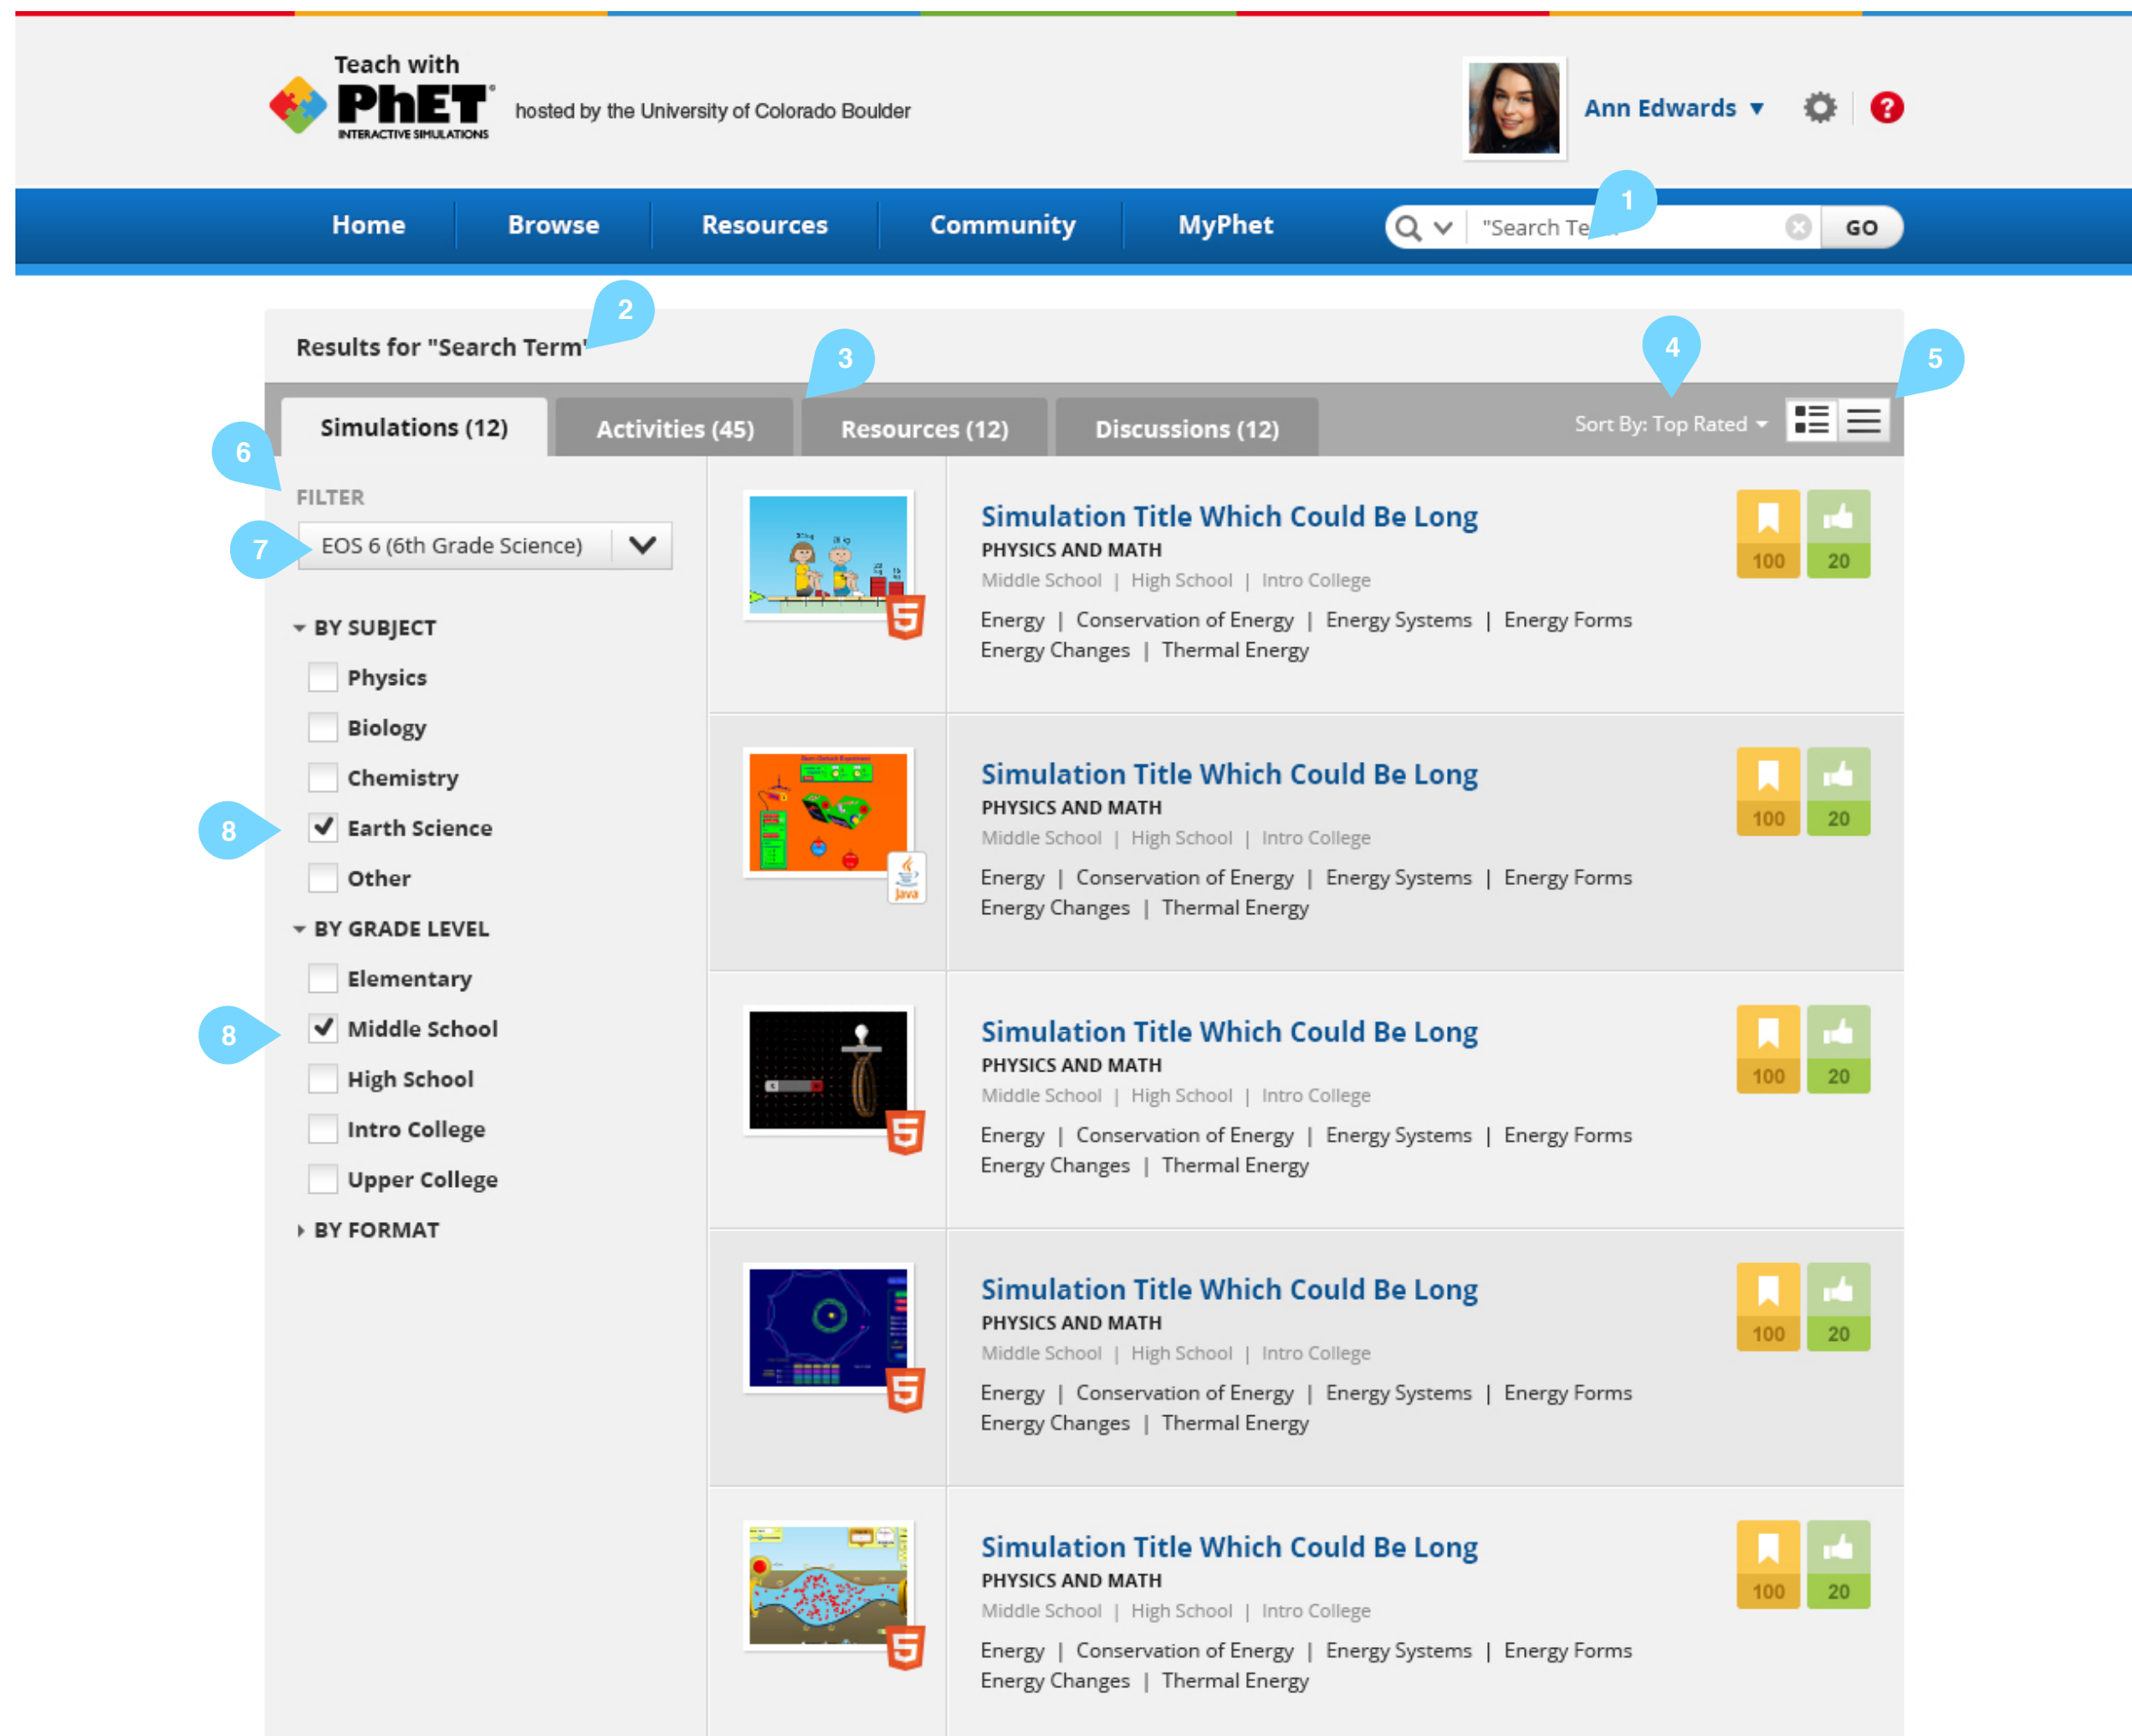 Teach with
PhET®
INTERACTIVE SIMULATIONS
hosted by the University of Colorado Boulder
Ann Edwards
?
1
Home
Browse
Resources
Community
MyPhet
"Search
GO
2
Results for "Search Term"
3
4
5
Simulations (12)
Activities (45)
Resources (12)
Discussions (12)
Sort By: Top Rated
6
FILTER
7
EOS 6 (6th Grade Science)
BY SUBJECT
Physics
Biology
Chemistry
8
Earth Science
Other
BY GRADE LEVEL
Elementary
8
Middle School
High School
Intro College
Upper College
BY FORMAT
5
Simulation Title Which Could Be Long
PHYSICS AND MATH
Middle School | High School | Intro College
Energy | Conservation of Energy | Energy Systems | Energy Forms
Energy Changes | Thermal Energy
100
20
Java
Simulation Title Which Could Be Long
PHYSICS AND MATH
Middle School | High School | Intro College
Energy | Conservation of Energy | Energy Systems | Energy Forms
Energy Changes | Thermal Energy
100
20
5
Simulation Title Which Could Be Long
PHYSICS AND MATH
Middle School | High School | Intro College
Energy | Conservation of Energy | Energy Systems | Energy Forms
Energy Changes | Thermal Energy
100
20
5
Simulation Title Which Could Be Long
PHYSICS AND MATH
Middle School | High School | Intro College
Energy | Conservation of Energy | Energy Systems | Energy Forms
Energy Changes | Thermal Energy
100
20
5
Simulation Title Which Could Be Long
PHYSICS AND MATH
Middle School | High School | Intro College
Energy | Conservation of Energy | Energy Systems | Energy Forms
Energy Changes | Thermal Energy
100
20